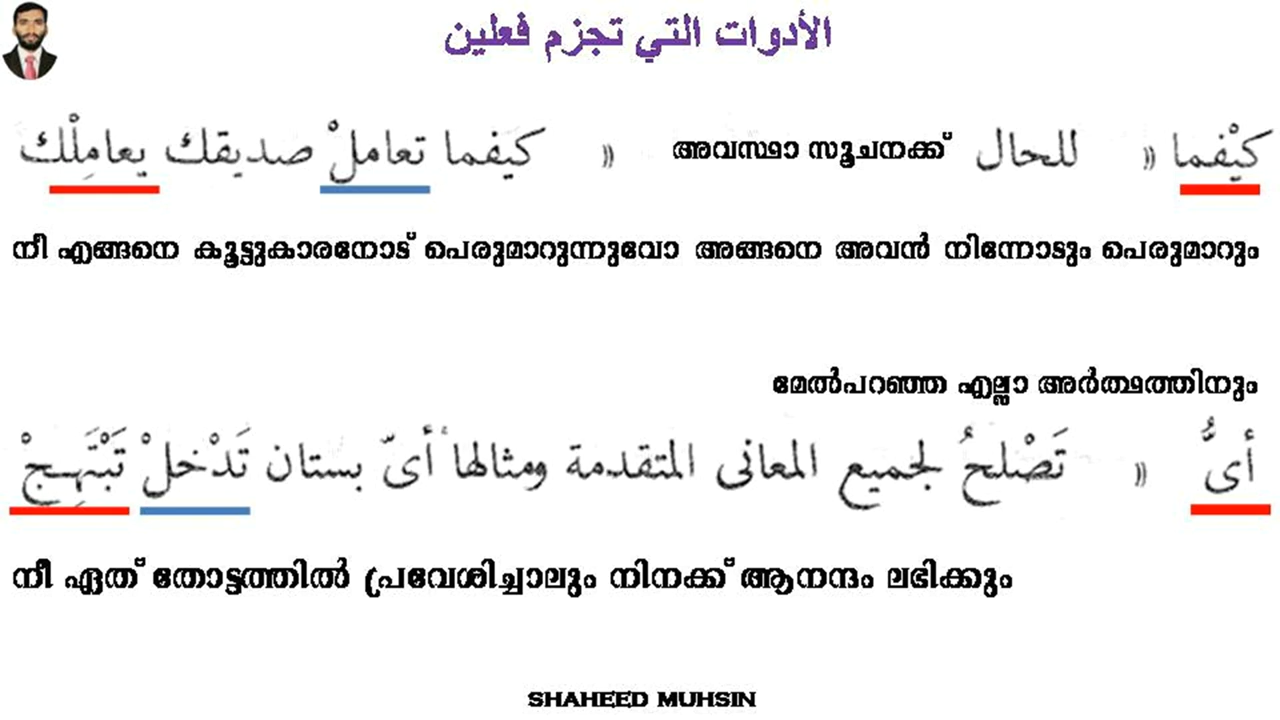 الأدوات التي تجزم فعلين
كيْفما « للحال അവസ്ഥാ സൂചനക്ക് « كيَفما تعاملْ صديقك يعامِلْك
നീ എങ്ങനെ കൂട്ടുകാരനോട് പെരുമാറുന്നുവോ അങ്ങനെ അവൻ നിന്നോടും പെരുമാറും
മേൽപറഞ്ഞ എല്ലാ അർത്ഥത്തിനും
أىُّ « تَصْلحُ لجميع المعانى المتقدمة ومثالها أىّ بستان تَدْخلْ تَبْتَهِجْ
നീ ഏത് തോട്ടത്തിൽ പ്രവേശിച്ചാലും നിനക്ക് ആനന്ദം ലഭിക്കും
SHAHEED MUHSIN